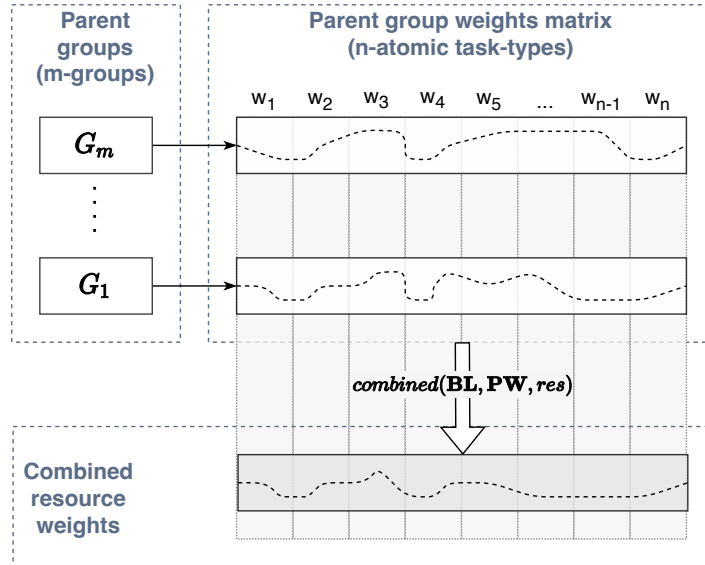 Parent
groups
(m-groups)
Parent group weights matrix
(n-atomic task-types)
w1 w2 w3 w4 w5 ... wn-1 wn
Gm
G1
combined(BL, PW, res)
Combined
resource
weights